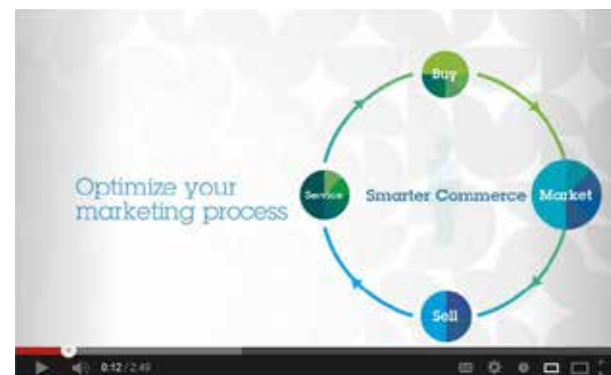 Buy
Optimize your
marketing process
Service
Smarter Commerce
Market
Sell
0:12 / 2:49